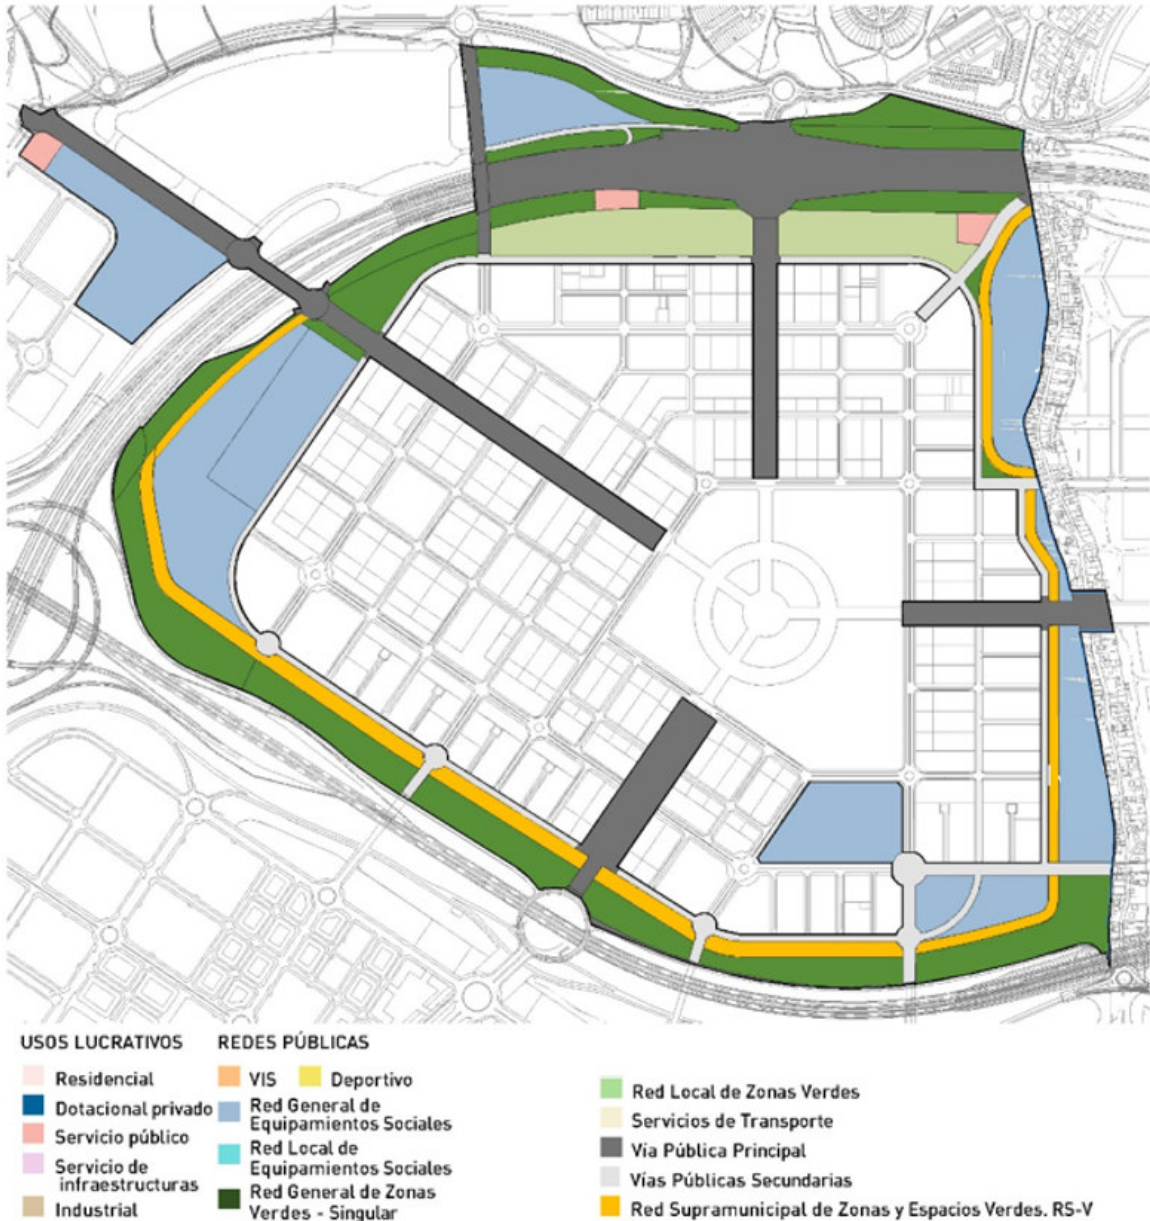 USOS LUCRATIVOS
Residencial
Dotacional privado
Servicio público
Servicio de
infraestructuras
Industrial
REDES PÚBLICAS
VIS
Deportivo
Red General de
Equipamientos Sociales
Red Local de
Equipamientos Sociales
Red General de Zonas
Verdes - Singular
Red Local de Zonas Verdes
Servicios de Transporte
Vía Pública Principal
Vías Públicas Secundarias
Red Supramunicipal de Zonas y Espacios Verdes. RS-V